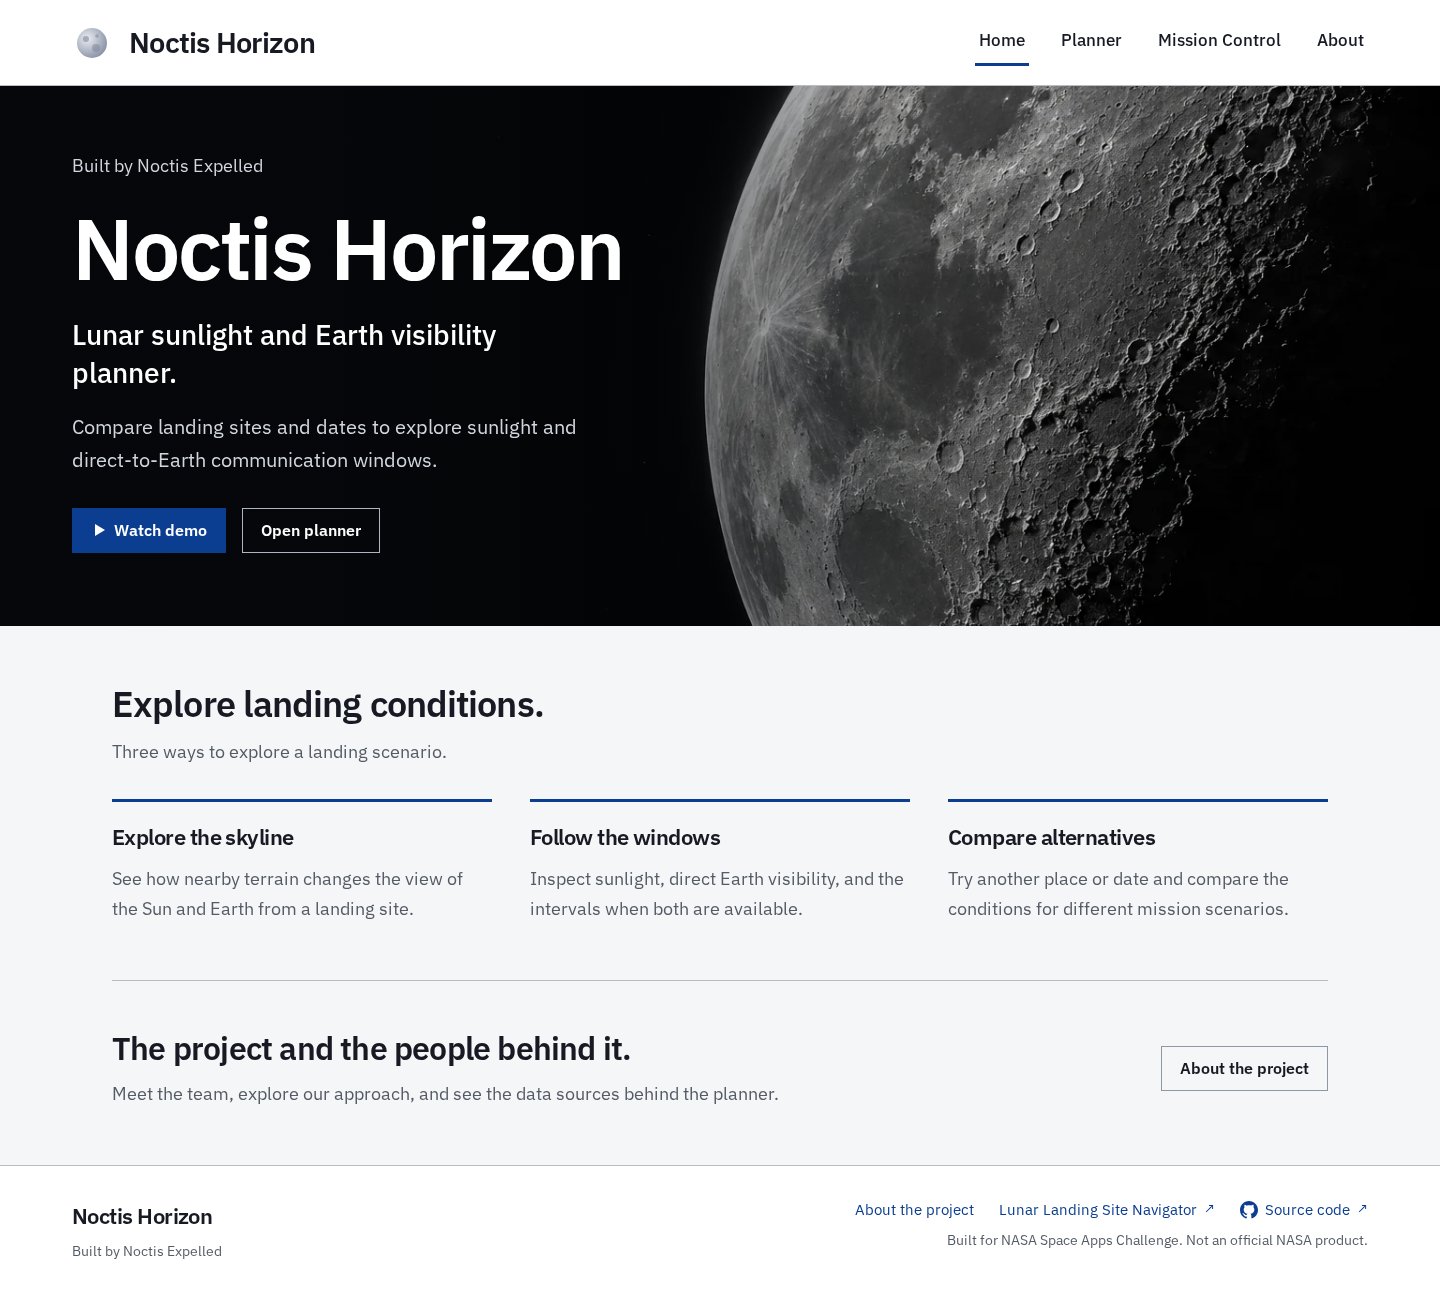 Noctis Horizon
Home
Planner
Mission Control
About
Built by Noctis Expelled
Noctis Horizon
Lunar sunlight and Earth visibility
planner.
Compare landing sites and dates to explore sunlight and
direct-to-Earth communication windows.
Watch demo
Open planner
Explore landing conditions.
Three ways to explore a landing scenario.
Explore the skyline
See how nearby terrain changes the view of
the Sun and Earth from a landing site.
Follow the windows
Inspect sunlight, direct Earth visibility, and the
intervals when both are available.
Compare alternatives
Try another place or date and compare the
conditions for different mission scenarios.
The project and the people behind it.
Meet the team, explore our approach, and see the data sources behind the planner.
About the project
Noctis Horizon
Built by Noctis Expelled
About the project
Lunar Landing Site Navigator ↗
Source code ↗
Built for NASA Space Apps Challenge. Not an official NASA product.